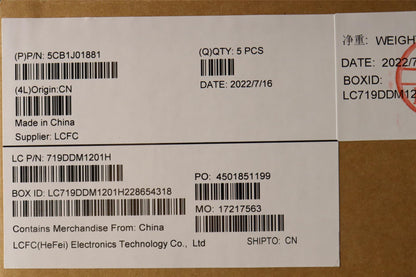 (P)P/N: 5CB1J01881
(Q)QTY: 5 PCS
(4L)Origin:CN
DATE: 2022/7/16
Made in China
Supplier: LCFC
LC P/N: 719DDM1201H
PO: 4501851199
BOX ID: LC719DDM1201H228654318
MO: 17217563
Contains Merchandise From: China
LCFC(HeFei) Electronics Technology Co., Ltd
SHIPTO: CN
净重: WEIGHT
DATE: 2022/7
BOXID:
LC719DDM12